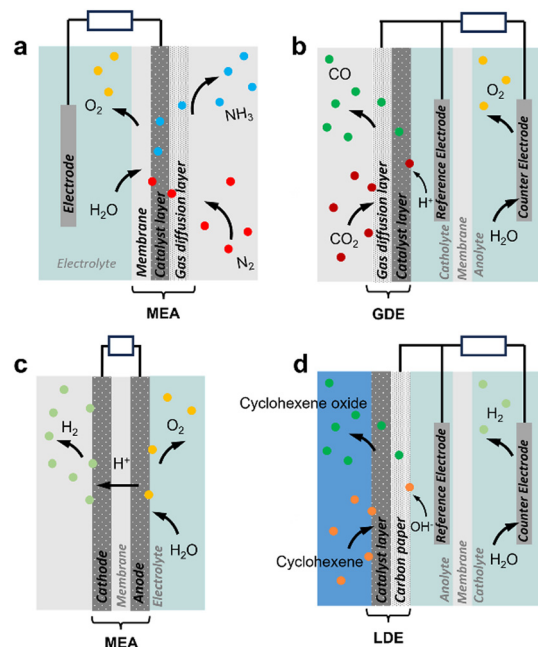 a
O2
NH3
H2O
N2
Electrode
Electrolyte
Membrane
Catalyst layer
Gas diffusion layer
MEA
b
CO
O2
H+
CO2
H2O
Gas diffusion layer
Catalyst layer
Reference Electrode
Catholyte
Membrane
Anolyte
Counter Electrode
GDE
c
H2
O2
H+
H2O
Cathode
Membrane
Anode
Electrolyte
MEA
d
Cyclohexene oxide
H2
OH-
Cyclohexene
H2O
Catalyst layer
Carbon paper
Reference Electrode
Anolyte
Membrane
Catholyte
Counter Electrode
LDE